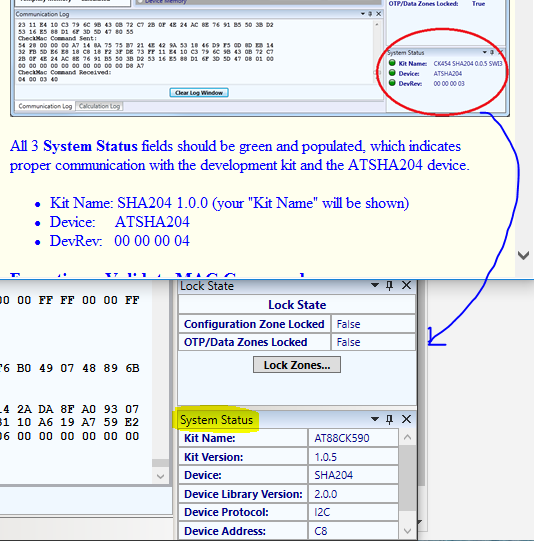 Device Memory
OTP/Data Zones Locked: True
Communication Log
23 11 E4 10 C3 79 6C 9B 43 0B 72 C7 2B 0F 4E 24 AC 8E 76 91 B5 50 3B D2
53 16 E5 88 D1 6F 3D 5D 47 80 55
CheckMac Command Sent:
54 28 00 00 00 A7 14 8A 75 75 B7 21 4E 42 9A 53 18 46 D9 F5 0D 8D EB 14
32 FB 5D E6 E8 18 C8 18 F2 3F DE 73 FF 11 E4 10 C3 79 6C 9B 43 0B 72 C7
2B 0F 4E 24 AC 8E 76 91 B5 50 3B D2 53 16 E5 88 D1 6F 3D 5D 47 08 01 00
00 00 00 00 00 00 00 00 00 D8 A7
CheckMac Command Received:
04 00 03 40
Clear Log Window
Communication Log Calculation Log
System Status
Kit Name: CK454 SHA204 0.0.5 SWI3
Device: ATSHA204
DevRev: 00 00 00 03
All 3 System Status fields should be green and populated, which indicates
proper communication with the development kit and the ATSHA204 device.
• Kit Name: SHA204 1.0.0 (your "Kit Name" will be shown)
• Device: ATSHA204
• DevRev: 00 00 00 04
00 00 FF FF 00 00 FF
F6 B0 49 07 48 89 6B
14 2A DA 8F A0 93 07
31 10 A6 19 A7 59 E2
06 00 00 00 00 00 00
Lock State
Lock State
Configuration Zone Locked False
OTP/Data Zones Locked False
Lock Zones...
System Status
Kit Name: AT88CK590
Kit Version: 1.0.5
Device: SHA204
Device Library Version: 2.0.0
Device Protocol: I2C
Device Address: C8